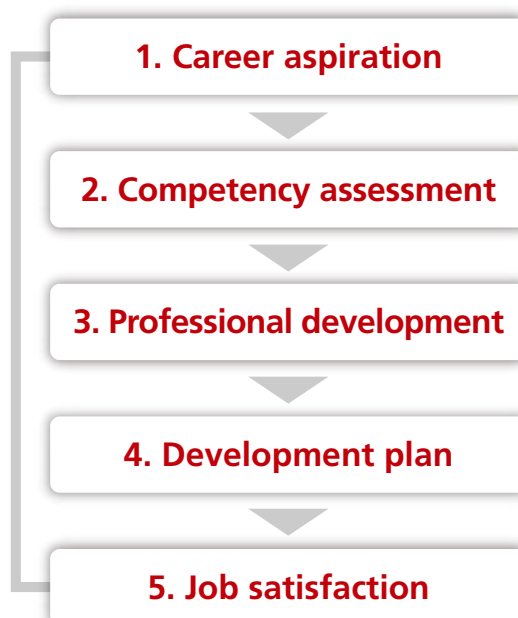 1. Career aspiration
2. Competency assessment
3. Professional development
4. Development plan
5. Job satisfaction